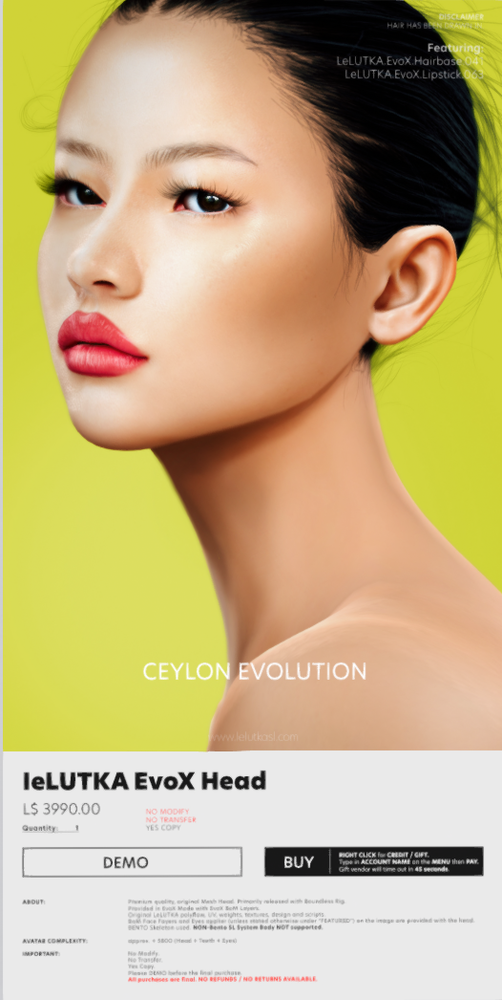 DISCLAIMER
HAIR HAS BEEN DRAWN BY
Featuring:
LeLUTKA.EvoX.Hairbase.041
LeLUTKA.EvoX.Lipstick.063
CEYLON EVOLUTION
www.lelutkasl.com
leLUTKA EvoX Head
L$ 3990.00
NO MODIFY
NO TRANSFER
YES COPY
Quantity: 1
DEMO
BUY
RIGHT CLICK for CREDIT / GIFT.
Type in ACCOUNT NAME on the MENU then PAY.
Gift vendor will time out in 45 seconds.
ABOUT:
Premium quality, original Mesh Head. Primarily released with Boundless Rig.
Provided in EvoX Mode with EvoX BoM Layers.
Original LeLUTKA polyflow, UV, weights, textures, design and scripts.
BoM Face Layers and Eyes applier (unless stated otherwise under "FEATURED") on the image are provided with the head.
BENTO Skeleton used. NON-Bento SL System Body NOT supported.
AVATAR COMPLEXITY:
approx. + 5800 (Head + Teeth + Eyes)
IMPORTANT:
No Modify.
No Transfer.
Yes Copy
Please DEMO before the final purchase.
All purchases are final. NO REFUNDS / NO RETURNS AVAILABLE.